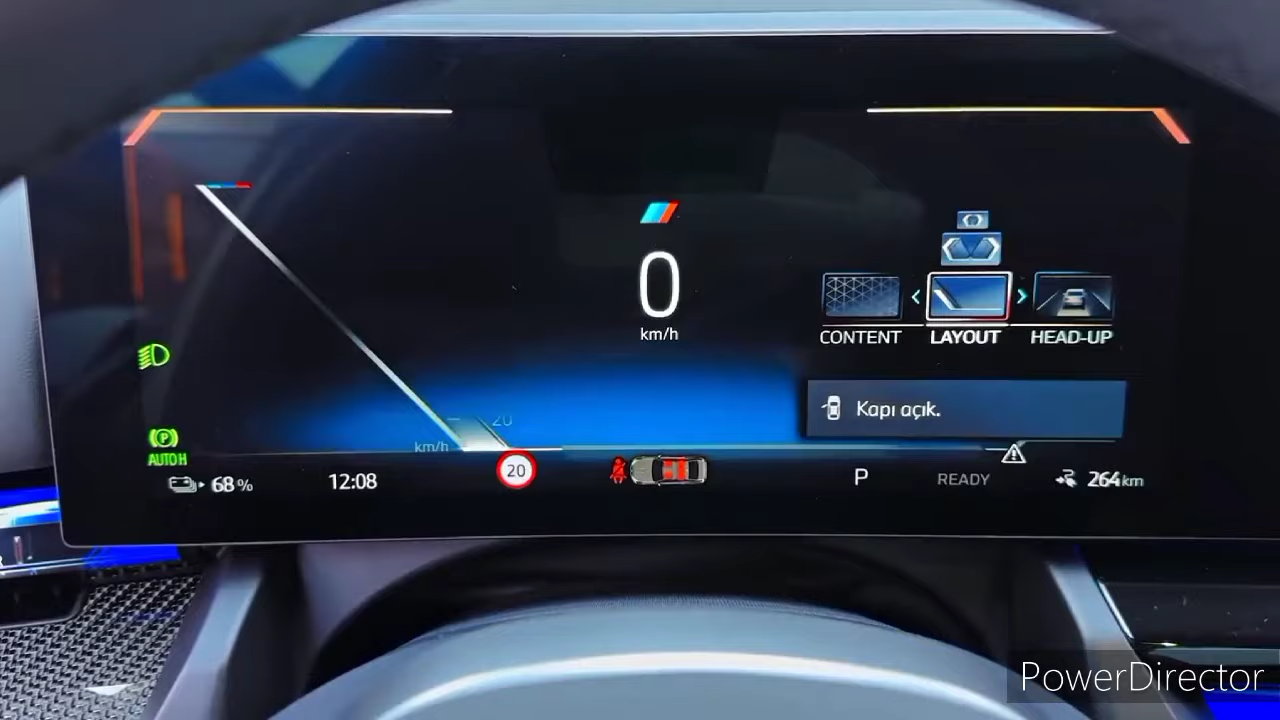 0
km/h
CONTENT LAYOUT HEAD-UP
Kapı açık.
20
km/h
AUTO H
20
68 %
12:08
P
READY
264 km
PowerDirector